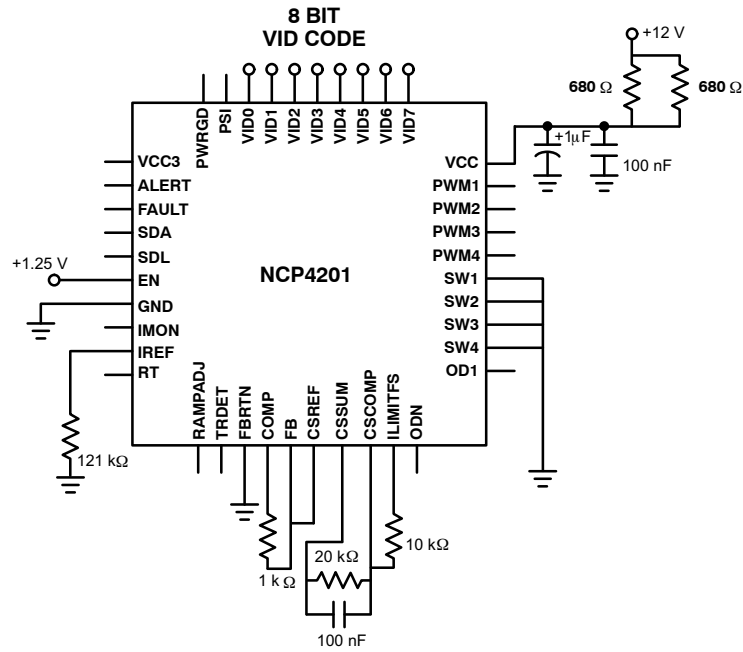 8 BIT
VID CODE
+12 V
680 Ω
680 Ω
+1μF
100 nF
PWRGD
PSI
VID0
VID1
VID2
VID3
VID4
VID5
VID6
VID7
VCC3
ALERT
FAULT
SDA
SDL
+1.25 V
EN
GND
IMON
IREF
RT
121 kΩ
NCP4201
VCC
PWM1
PWM2
PWM3
PWM4
SW1
SW2
SW3
SW4
OD1
RAMPADJ
TRDET
FBRTN
COMP
FB
CSREF
CSSUM
CSCOMP
ILIMITFS
ODN
1 k Ω
20 kΩ
10 kΩ
100 nF